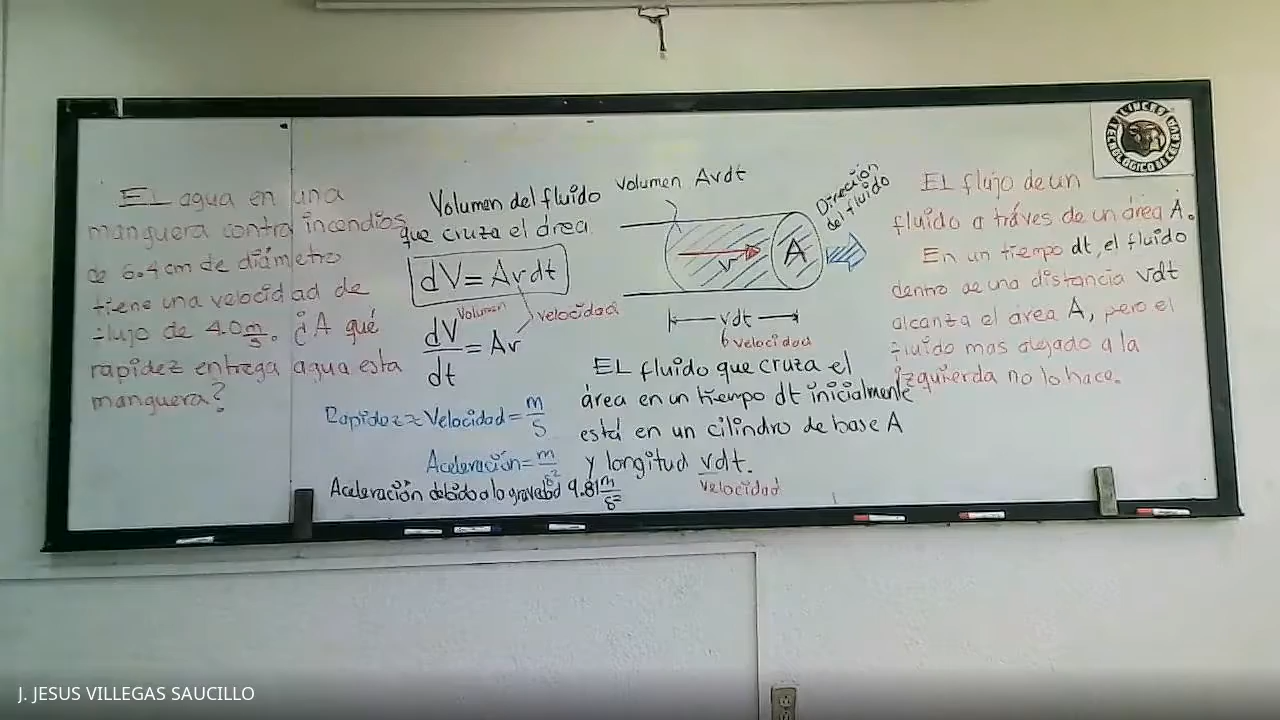 EL agua en una
manguera contra incendios
de 6.4 cm de diámetro
tiene una velocidad de
flujo de 4.0 m/s. ¿A qué
rapidez entrega agua esta
manguera?
Volumen del fluido
que cruza el área
dV = Avdt
Volumen
velocidad
dV/dt = Av
Rapidez ≈ Velocidad = m/s
Aceleración = m/s²
Aceleración debido a la gravedad 9.81 m/s²
Volumen Avdt
Dirección
del fluido
v
A
vdt
velocidad
EL fluido que cruza el
área en un tiempo dt inicialmente
está en un cilindro de base A
y longitud vdt.
velocidad
EL flujo de un
fluido a tráves de un área A.
En un tiempo dt, el fluido
dentro de una distancia vdt
alcanza el área A, pero el
fluido mas alejado a la
izquierda no lo hace.
LINCES
TECNOLÓGICO DE
J. JESUS VILLEGAS SAUCILLO